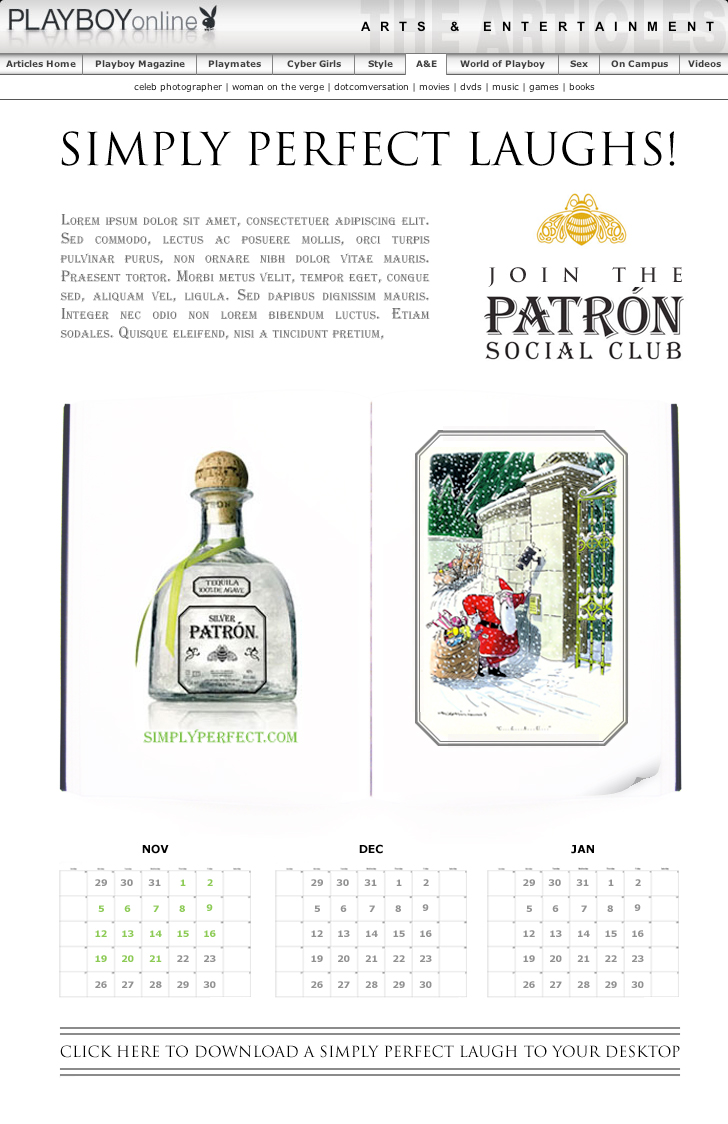 PLAYBOYonline
ARTS & ENTERTAINMENT
Articles Home Playboy Magazine Playmates Cyber Girls Style A&E World of Playboy Sex On Campus Videos
celeb photographer | woman on the verge | dotcomversation | movies | dvds | music | games | books
SIMPLY PERFECT LAUGHS!
LOREM IPSUM DOLOR SIT AMET, CONSECTETUER ADIPISCING ELIT.
SED COMMODO, LECTUS AC POSUERE MOLLIS, ORCI TURPIS
PULVINAR PURUS, NON ORNARE NIBH DOLOR VITAE MAURIS.
PRAESENT TORTOR. MORBI METUS VELIT, TEMPOR EGET, CONGUE
SED, ALIQUAM VEL, LIGULA. SED DAPIBUS DIGNISSIM MAURIS.
INTEGER NEC ODIO NON LOREM BIBENDUM LUCTUS. ETIAM
SODALES. QUISQUE ELEIFEND, NISI A TINCIDUNT PRETIUM,
JOIN THE
PATRÓN
SOCIAL CLUB
TEQUILA
100% DE AGAVE
SILVER
PATRÓN
SIMPLYPERFECT.COM
NOV DEC JAN
29 30 31 1 2 29 30 31 1 2 29 30 31 1 2
5 6 7 8 9 5 6 7 8 9 5 6 7 8 9
12 13 14 15 16 12 13 14 15 16 12 13 14 15 16
19 20 21 22 23 19 20 21 22 23 19 20 21 22 23
26 27 28 29 30 26 27 28 29 30 26 27 28 29 30
CLICK HERE TO DOWNLOAD A SIMPLY PERFECT LAUGH TO YOUR DESKTOP